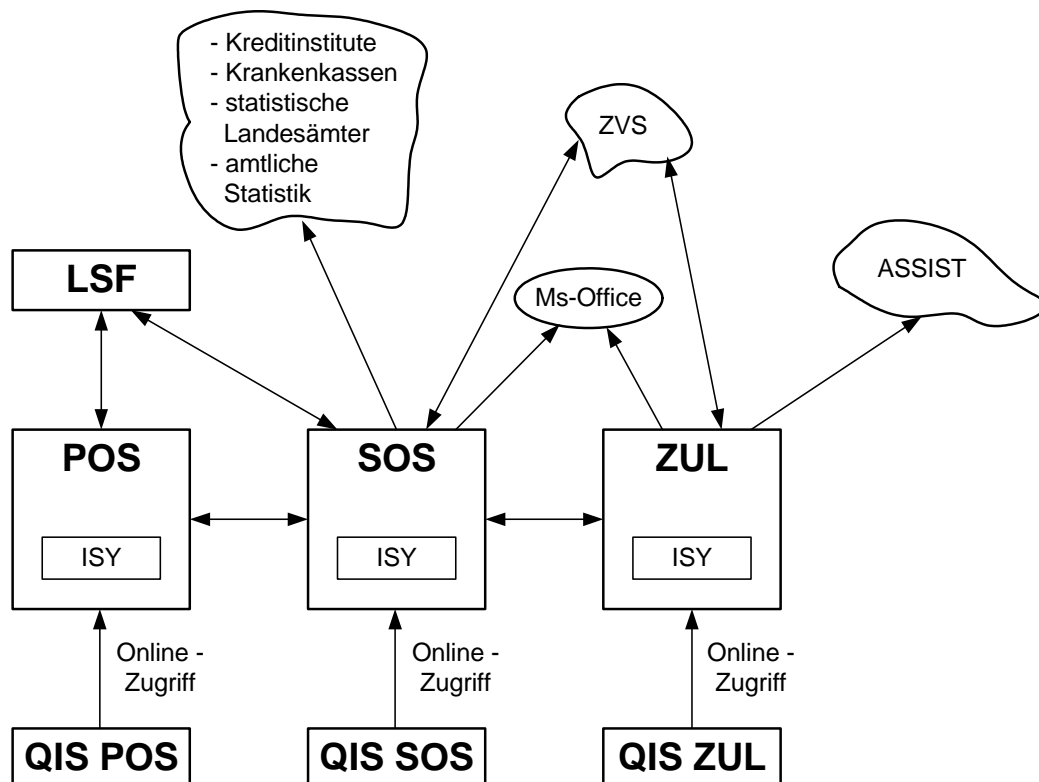 - Kreditinstitute
- Krankenkassen
- statistische
Landesämter
- amtliche
Statistik
ZVS
ASSIST
LSF
Ms-Office
POS
SOS
ZUL
ISY
ISY
ISY
Online -
Zugriff
Online -
Zugriff
Online -
Zugriff
QIS POS
QIS SOS
QIS ZUL